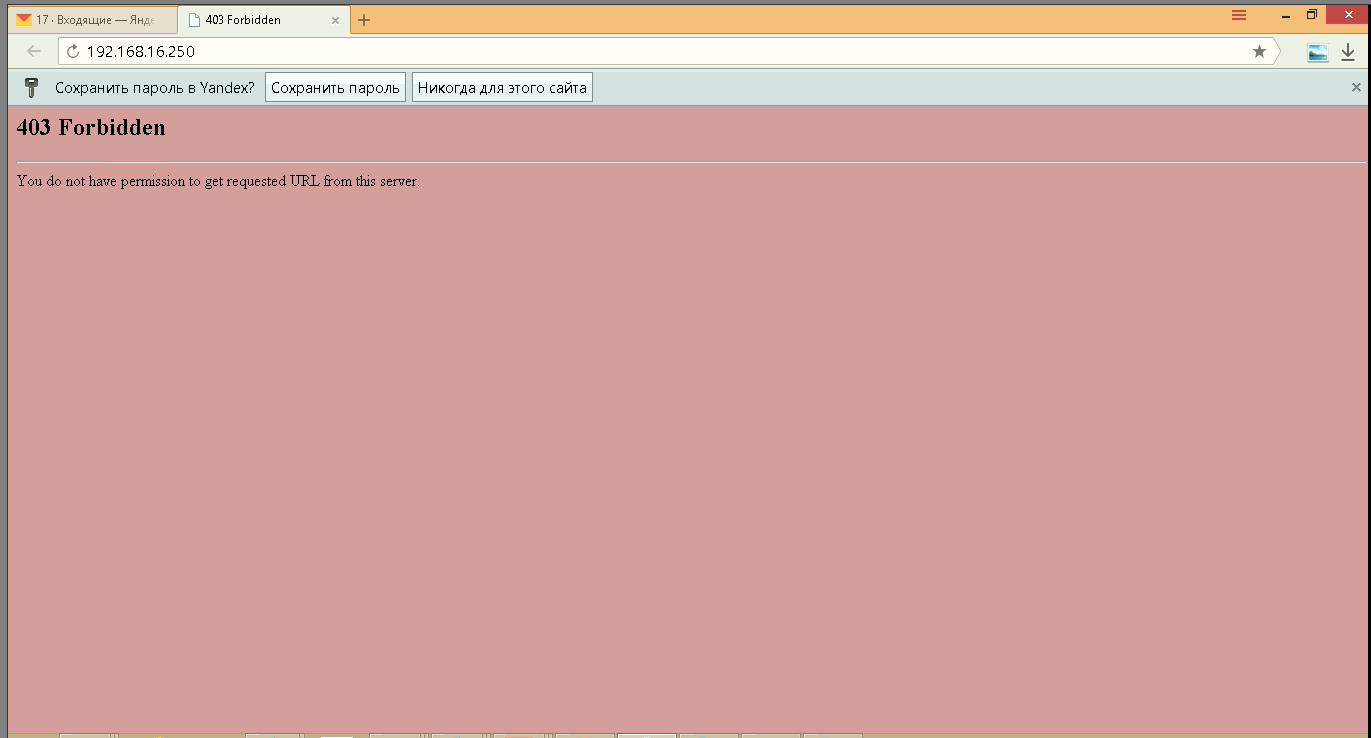 17 · Входящие — Янде
403 Forbidden
192.168.16.250
Сохранить пароль в Yandex? Сохранить пароль Никогда для этого сайта
403 Forbidden
You do not have permission to get requested URL from this server.